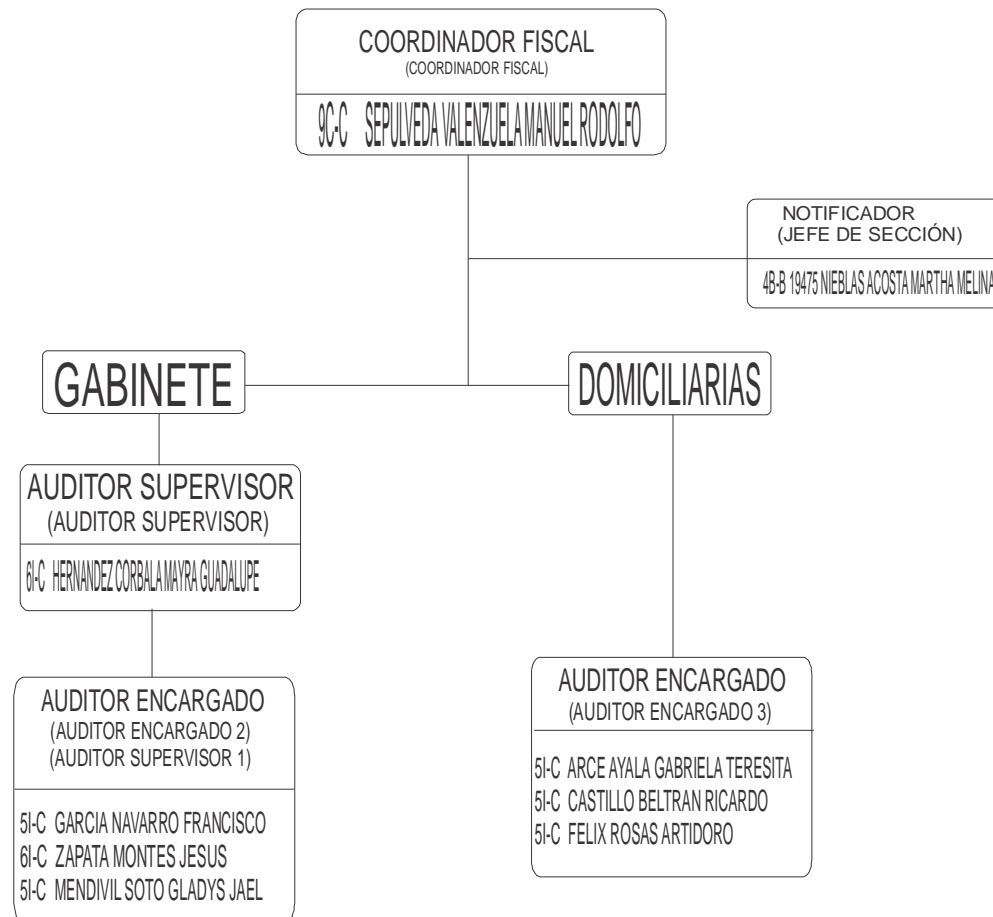 COORDINADOR FISCAL
(COORDINADOR FISCAL)
9C-C SEPULVEDA VALENZUELA MANUEL RODOLFO
NOTIFICADOR
(JEFE DE SECCIÓN)
4B-B 19475 NIEBLAS ACOSTA MARTHA MELINA
GABINETE
DOMICILIARIAS
AUDITOR SUPERVISOR
(AUDITOR SUPERVISOR)
6I-C HERNANDEZ CORBALA MAYRA GUADALUPE
AUDITOR ENCARGADO
(AUDITOR ENCARGADO 2)
(AUDITOR SUPERVISOR 1)
5I-C GARCIA NAVARRO FRANCISCO
6I-C ZAPATA MONTES JESUS
5I-C MENDIVIL SOTO GLADYS JAEL
AUDITOR ENCARGADO
(AUDITOR ENCARGADO 3)
5I-C ARCE AYALA GABRIELA TERESITA
5I-C CASTILLO BELTRAN RICARDO
5I-C FELIX ROSAS ARTIDORO